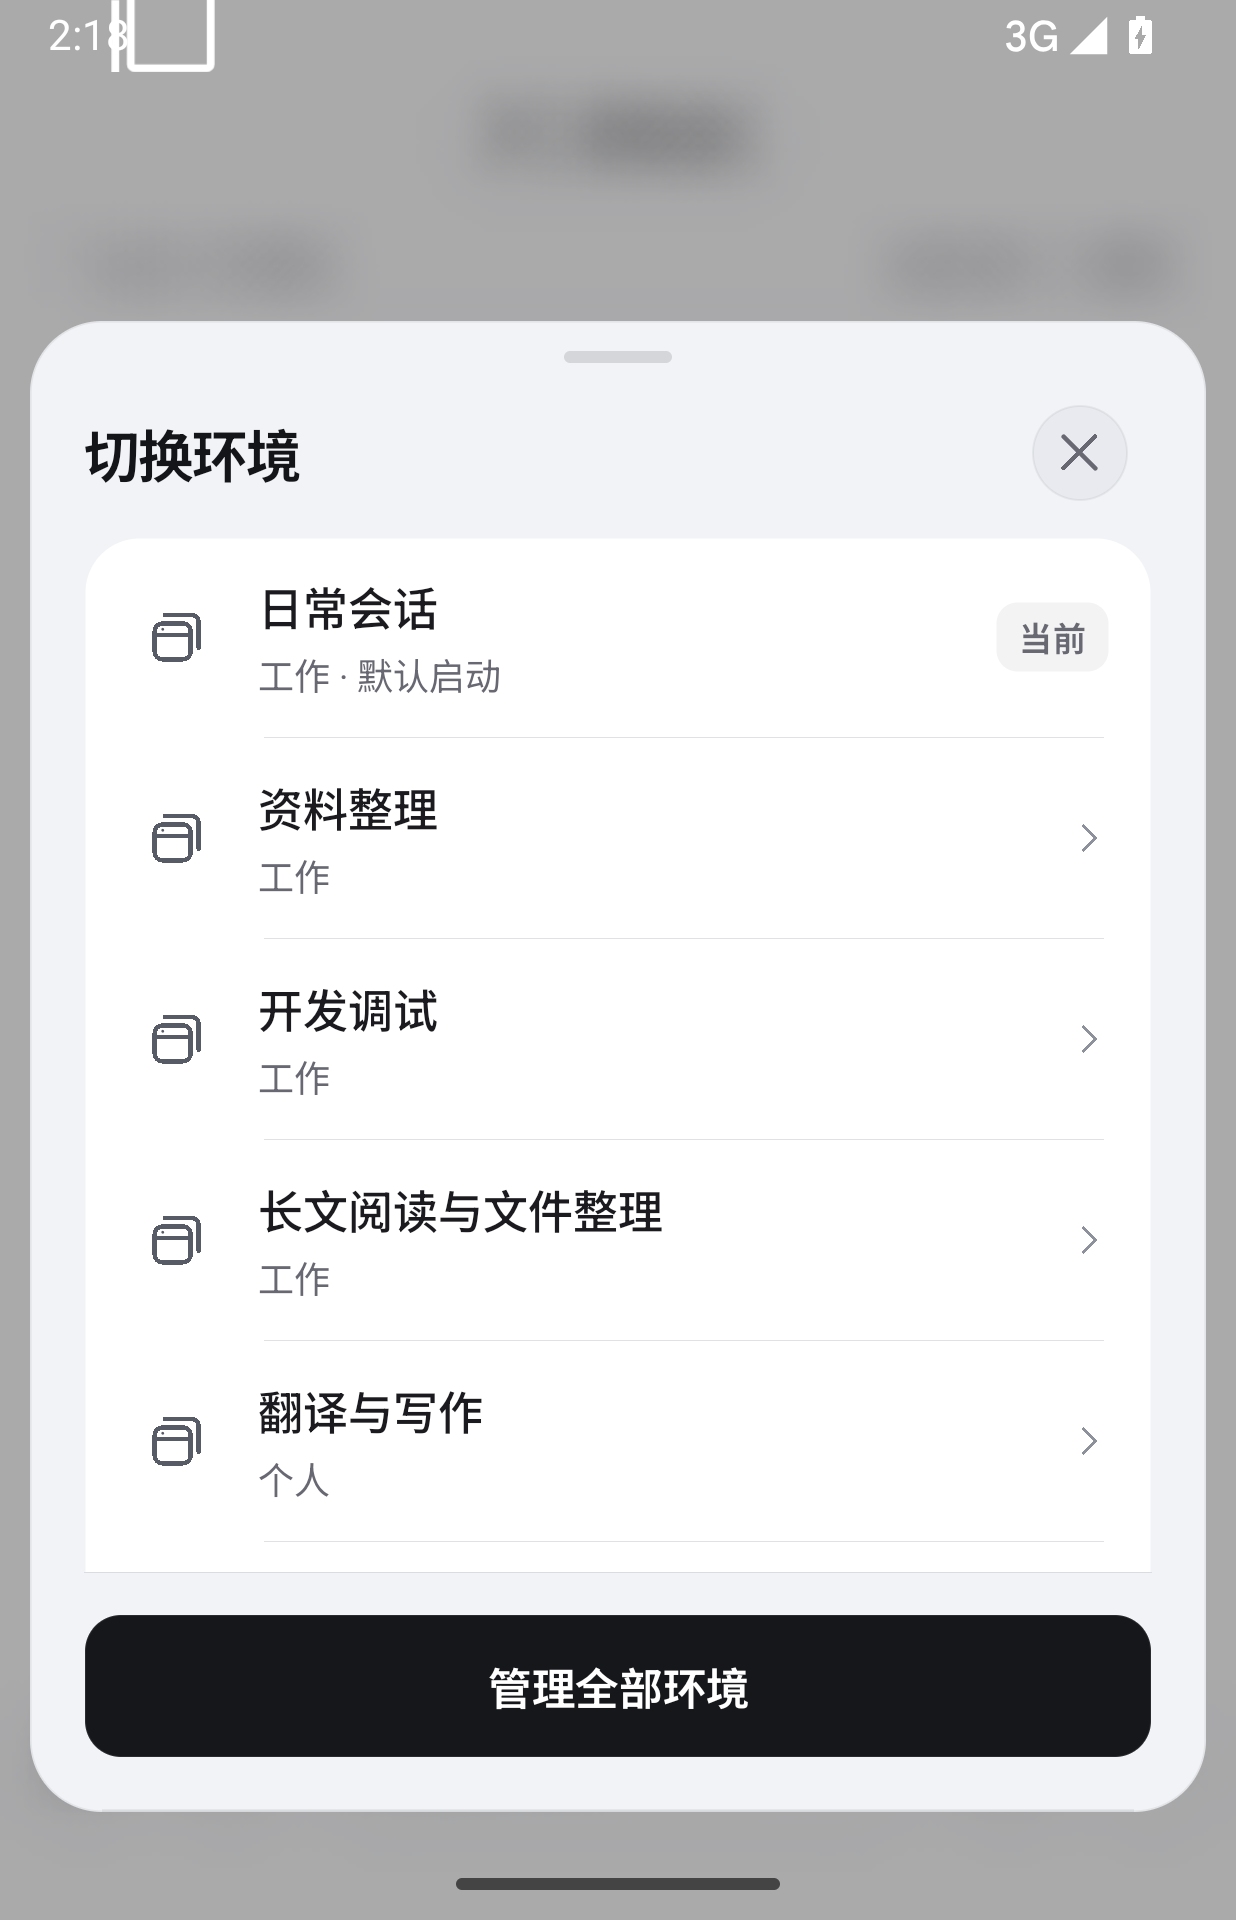 2:18
3G
切换环境
日常会话
当前
工作 · 默认启动
资料整理
工作
开发调试
工作
长文阅读与文件整理
工作
翻译与写作
个人
管理全部环境